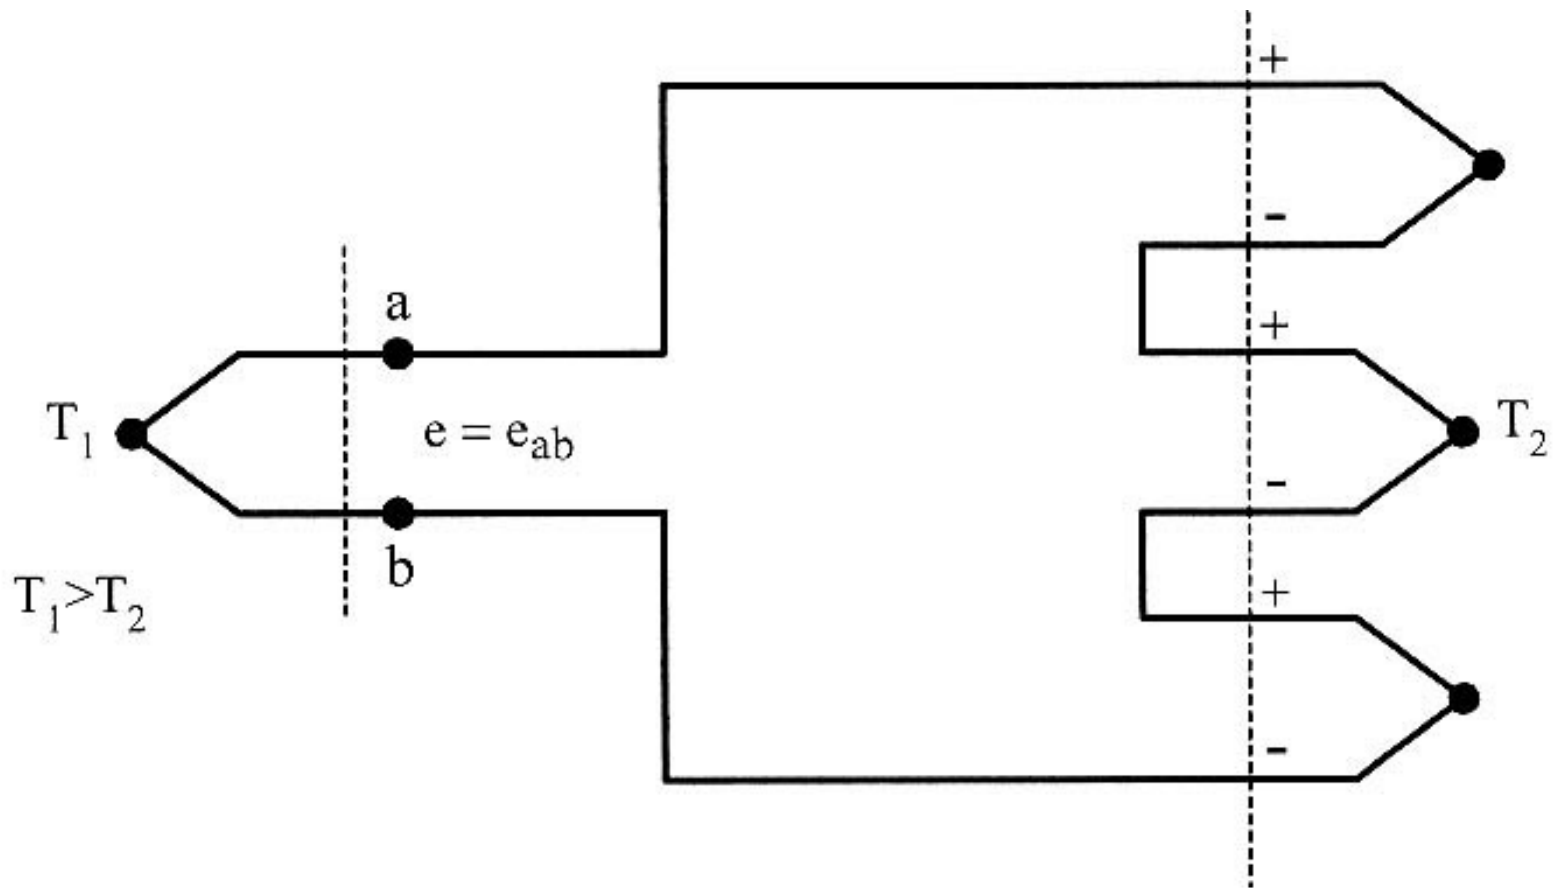 +
-
a
+
T₁
e = eab
T₂
-
b
T₁>T₂
+
-